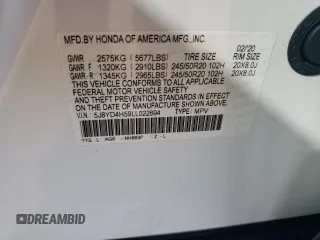 MFD.BY HONDA OF AMERICA MFG.,INC. 02/20
GVWR 2575KG (5677LBS) TIRE SIZE RIM SIZE
GAWR.F 1320KG (2910LBS) 245/50R20 102H 20X8.0J
GAWR.-R 1345KG (2965LBS) 245/50R20 102H 20X8.0J
THIS VEHICLE CONFORMS TO ALL APPLICABLE
FEDERAL MOTOR VEHICLE SAFETY
AND THEFT PREVENTION STANDARDS IN EFFECT ON
THE DATE OF MANUFACTURE SHOWN ABOVE.
V.I.N.: 5J8YD4H59LL022694 TYPE: MPV
NH883P
DREAMBID